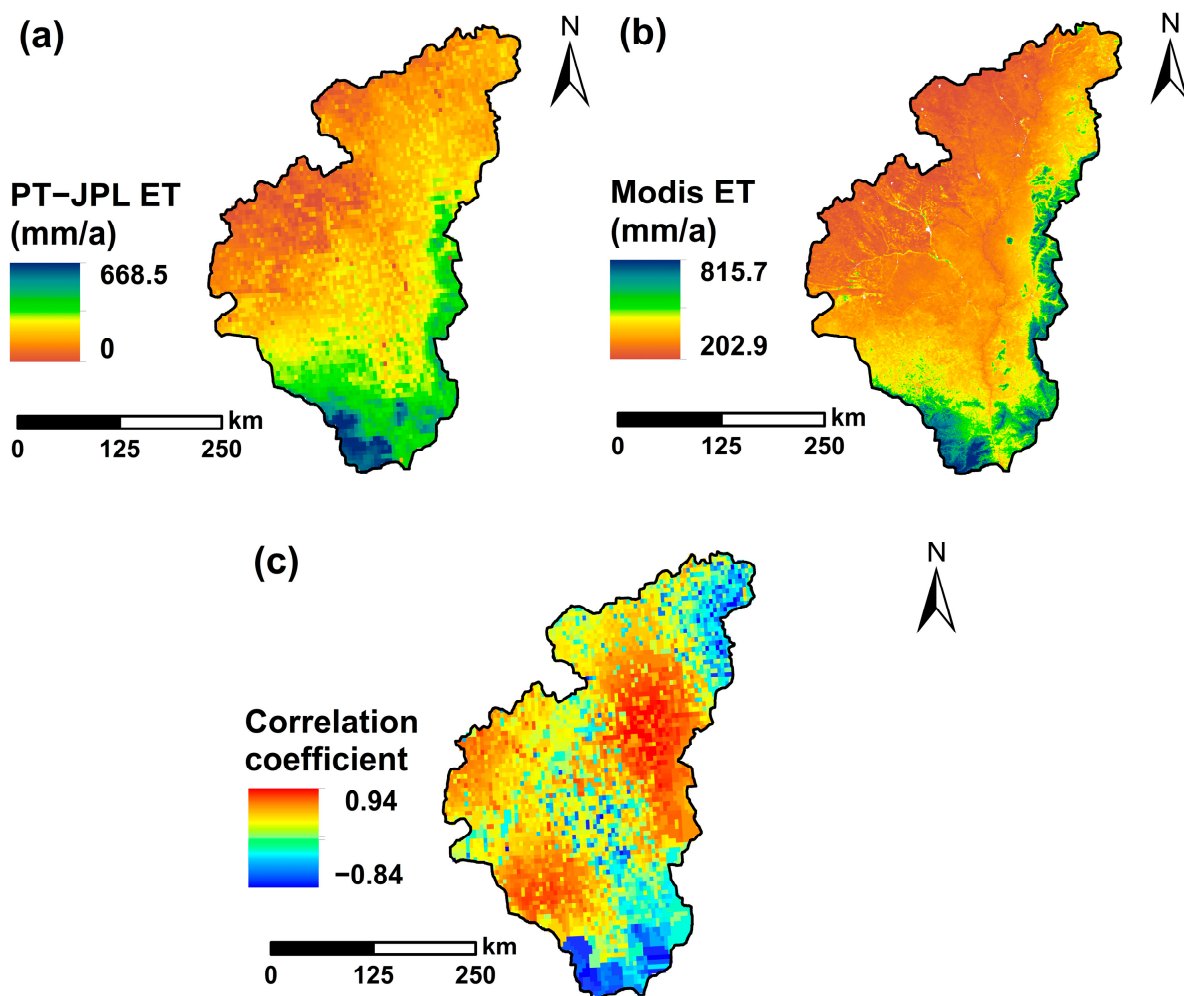 (a)
N
PT−JPL ET
(mm/a)
668.5
0
km
0 125 250
(b)
N
Modis ET
(mm/a)
815.7
202.9
km
0 125 250
(c)
N
Correlation
coefficient
0.94
−0.84
km
0 125 250